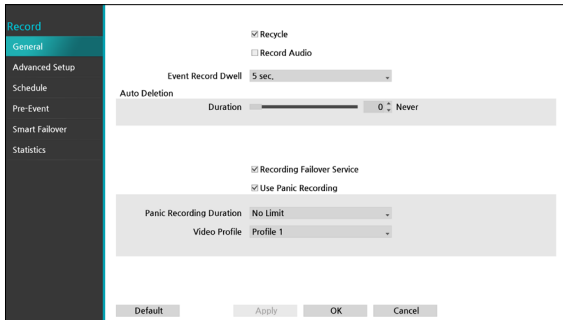 Record
General
Advanced Setup
Schedule
Pre-Event
Smart Failover
Statistics
Recycle
Record Audio
Event Record Dwell 5 sec,
Auto Deletion
Duration 0 Never
Recording Failover Service
Use Panic Recording
Panic Recording Duration No Limit
Video Profile Profile 1
Default Apply OK Cancel